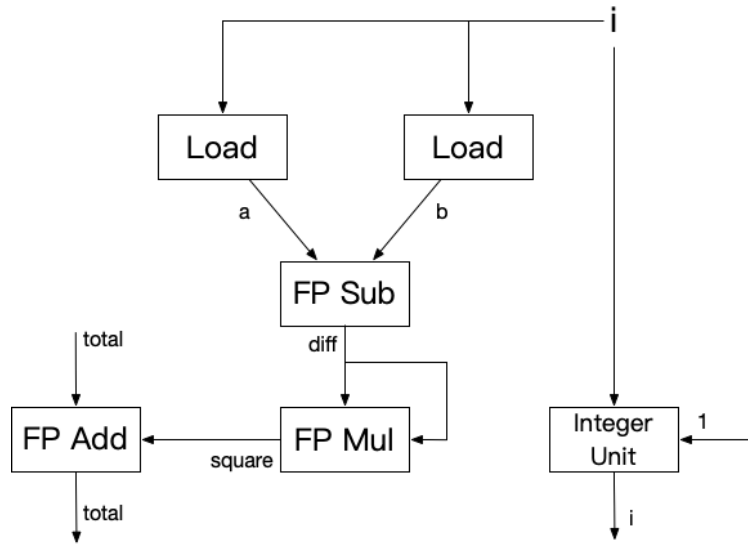 i
Load
Load
a
b
FP Sub
diff
total
FP Add
FP Mul
square
Integer
Unit
1
total
i